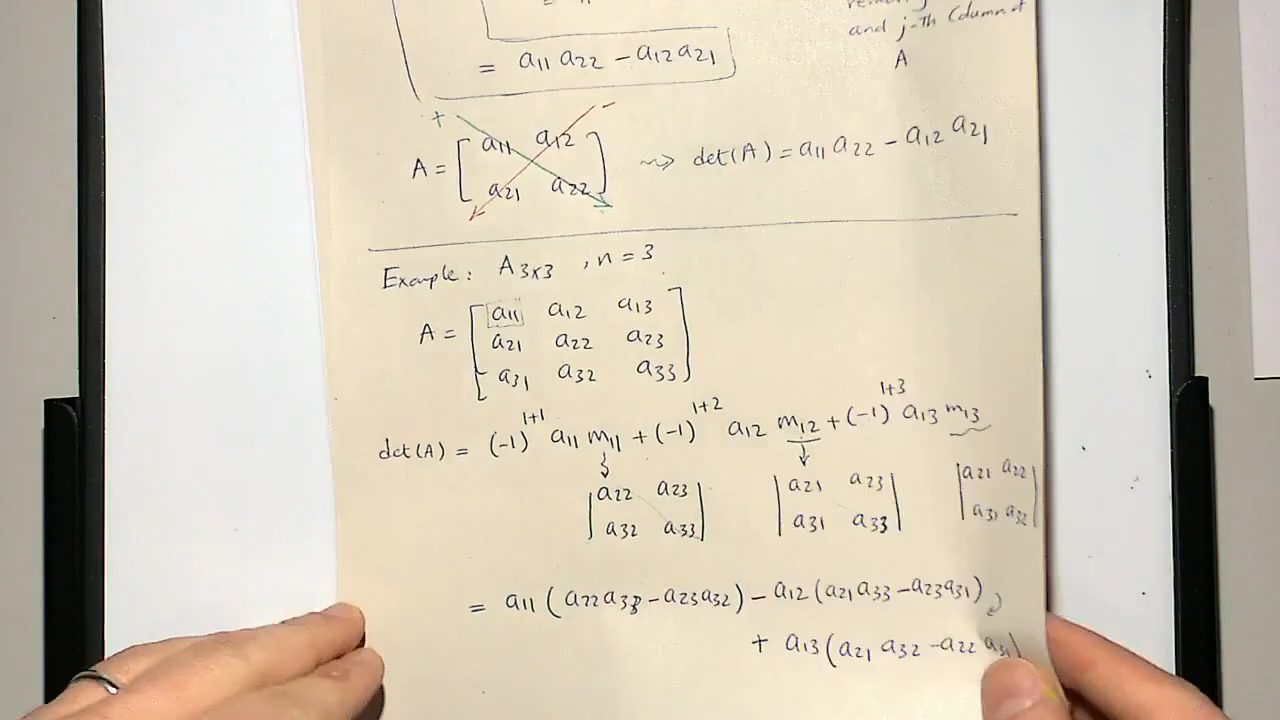 and j-th Column of
A
= a11 a22 - a12 a21
+ -
A = [ a11 a12
a21 a22 ] ⇝ det(A) = a11 a22 - a12 a21
Example: A3x3 , n = 3
A = [ a11 a12 a13
a21 a22 a23
a31 a32 a33 ]
det(A) = (-1)^1+1 a11 m11 + (-1)^1+2 a12 m12 + (-1)^1+3 a13 m13
|a22 a23| |a21 a23| |a21 a22|
|a32 a33| |a31 a33| |a31 a32|
= a11 (a22 a33 - a23 a32) - a12 (a21 a33 - a23 a31)
+ a13 (a21 a32 - a22 a31)